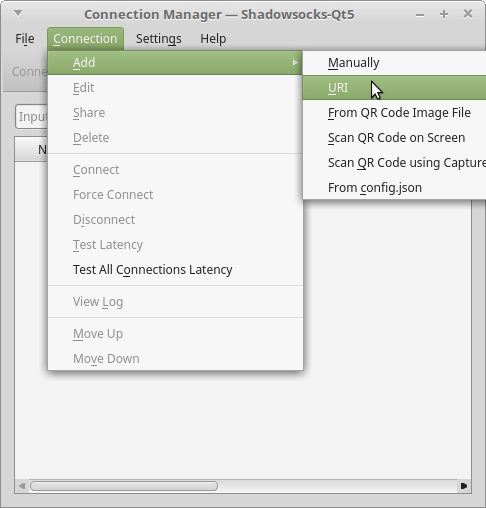 Connection Manager — Shadowsocks-Qt5
File Connection Settings Help
Conne
Input
N
Add
Edit
Share
Delete
Connect
Force Connect
Disconnect
Test Latency
Test All Connections Latency
View Log
Move Up
Move Down
Manually
URI
From QR Code Image File
Scan QR Code on Screen
Scan QR Code using Capture
From config.json